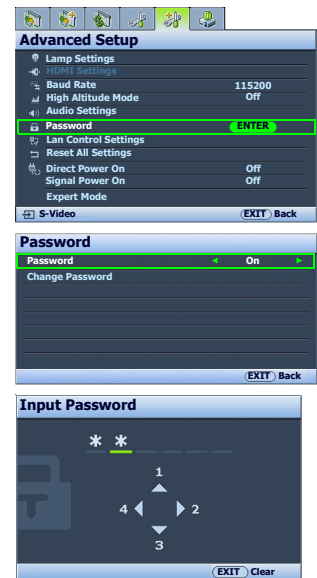 Advanced Setup
Lamp Settings
HDMI Settings
Baud Rate 115200
High Altitude Mode Off
Audio Settings
Password ENTER
Lan Control Settings
Reset All Settings
Direct Power On Off
Signal Power On Off
Expert Mode
S-Video EXIT Back
Password
Password On
Change Password
EXIT Back
Input Password
* *
1
4 2
3
EXIT Clear